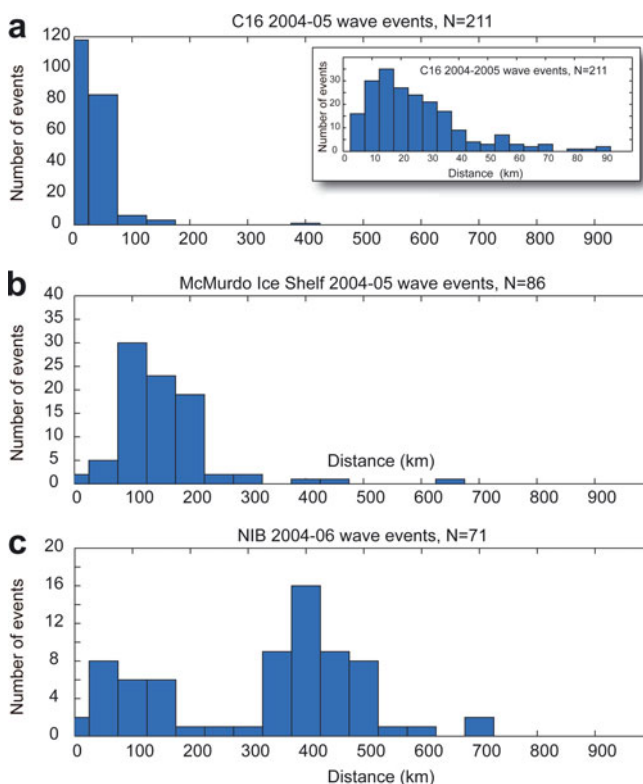 a
C16 2004-05 wave events, N=211
Number of events
120
100
80
60
40
20
0
0 100 200 300 400 500 600 700 800 900
C16 2004-2005 wave events, N=211
Number of events
30
20
10
0
10 20 30 40 50 60 70 80 90
Distance (km)
b
McMurdo Ice Shelf 2004-05 wave events, N=86
Number of events
40
35
30
25
20
15
10
5
0
Distance (km)
100 200 300 400 500 600 700 800 900
c
NIB 2004-06 wave events, N=71
Number of events
20
16
12
8
4
0
100 200 300 400 500 600 700 800 900
Distance (km)